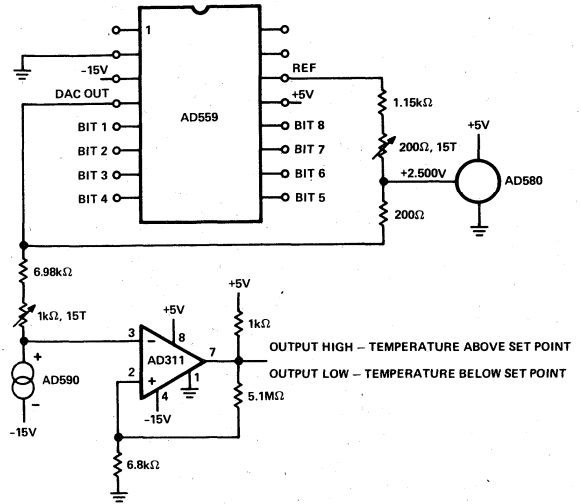 1
-15V
REF
DAC OUT
+5V
1.15kΩ
AD559
BIT 1
BIT 8
200Ω, 15T
+5V
BIT 2
BIT 7
BIT 3
BIT 6
+2.500V
AD580
BIT 4
BIT 5
200Ω
6.98kΩ
+5V
1kΩ, 15T
+5V
1kΩ
3
-
8
7
OUTPUT HIGH – TEMPERATURE ABOVE SET POINT
+
AD311
AD590
2
+
1
OUTPUT LOW – TEMPERATURE BELOW SET POINT
-
4
5.1MΩ
-15V
-15V
6.8kΩ